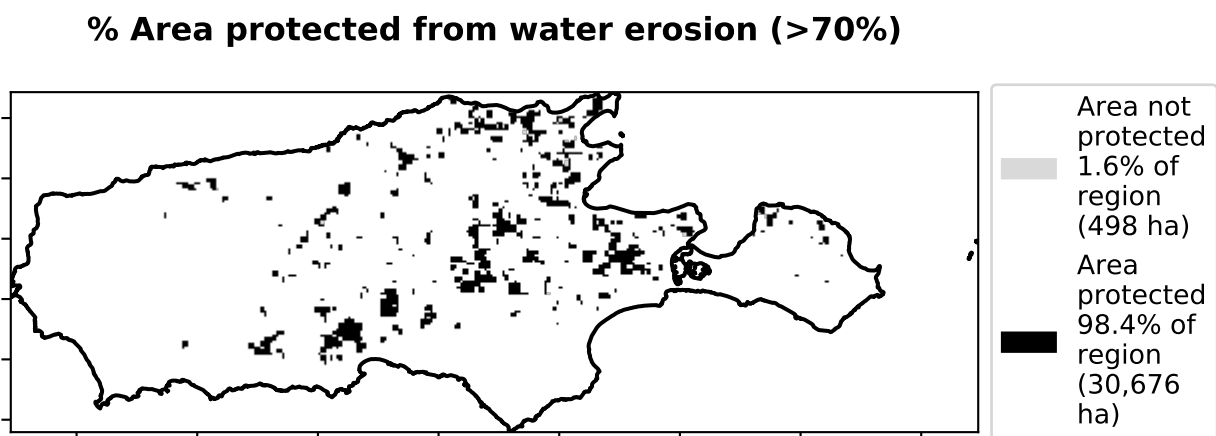 % Area protected from water erosion (>70%)
Area not
protected
1.6% of
region
(498 ha)
Area
protected
98.4% of
region
(30,676
ha)